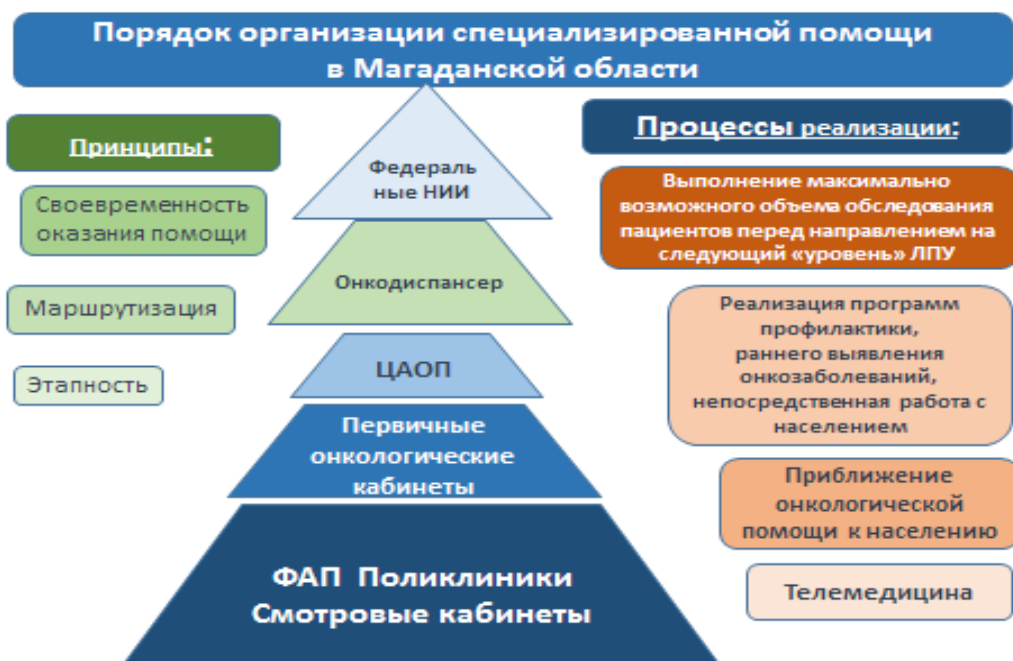 Порядок организации специализированной помощи
в Магаданской области
Принципы:
Своевременность
оказания помощи
Маршрутизация
Этапность
Федераль
ные НИИ
Онкодиспансер
ЦАОП
Первичные
онкологические
кабинеты
ФАП Поликлиники
Смотровые кабинеты
Процессы реализации:
Выполнение максимально
возможного объема обследования
пациентов перед направлением на
следующий «уровень» ЛПУ
Реализация программ
профилактики,
раннего выявления
онкозаболеваний,
непосредственная работа с
населением
Приближение
онкологической
помощи к населению
Телемедицина